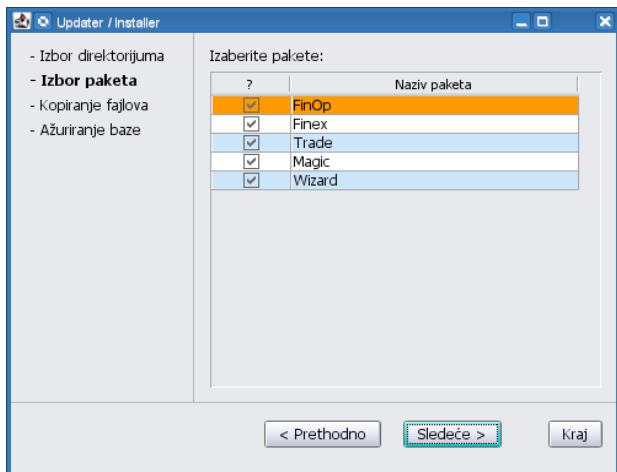 Updater / Installer
- Izbor direktorijuma
- Izbor paketa
- Kopiranje fajlova
- Ažuriranje baze
Izaberite pakete:
? Naziv paketa
FinOp
Finex
Trade
Magic
Wizard
< Prethodno Sledeće > Kraj